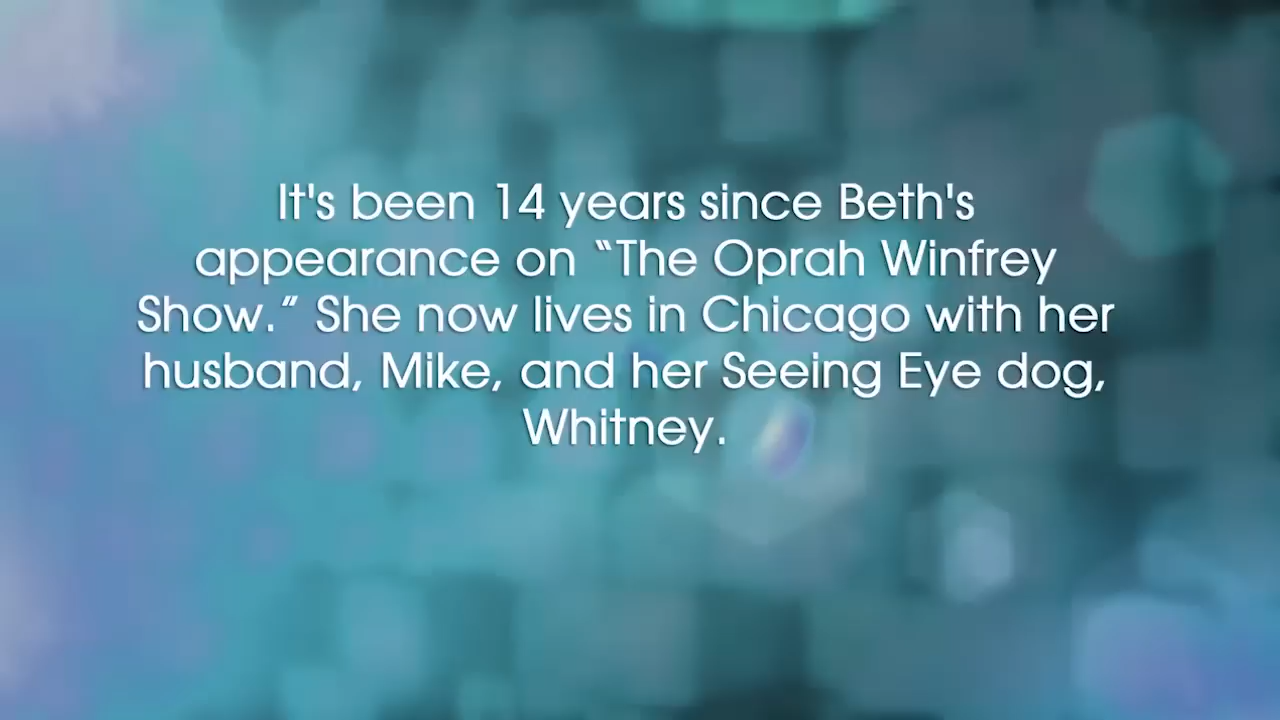 It's been 14 years since Beth's
appearance on “The Oprah Winfrey
Show.” She now lives in Chicago with her
husband, Mike, and her Seeing Eye dog,
Whitney.